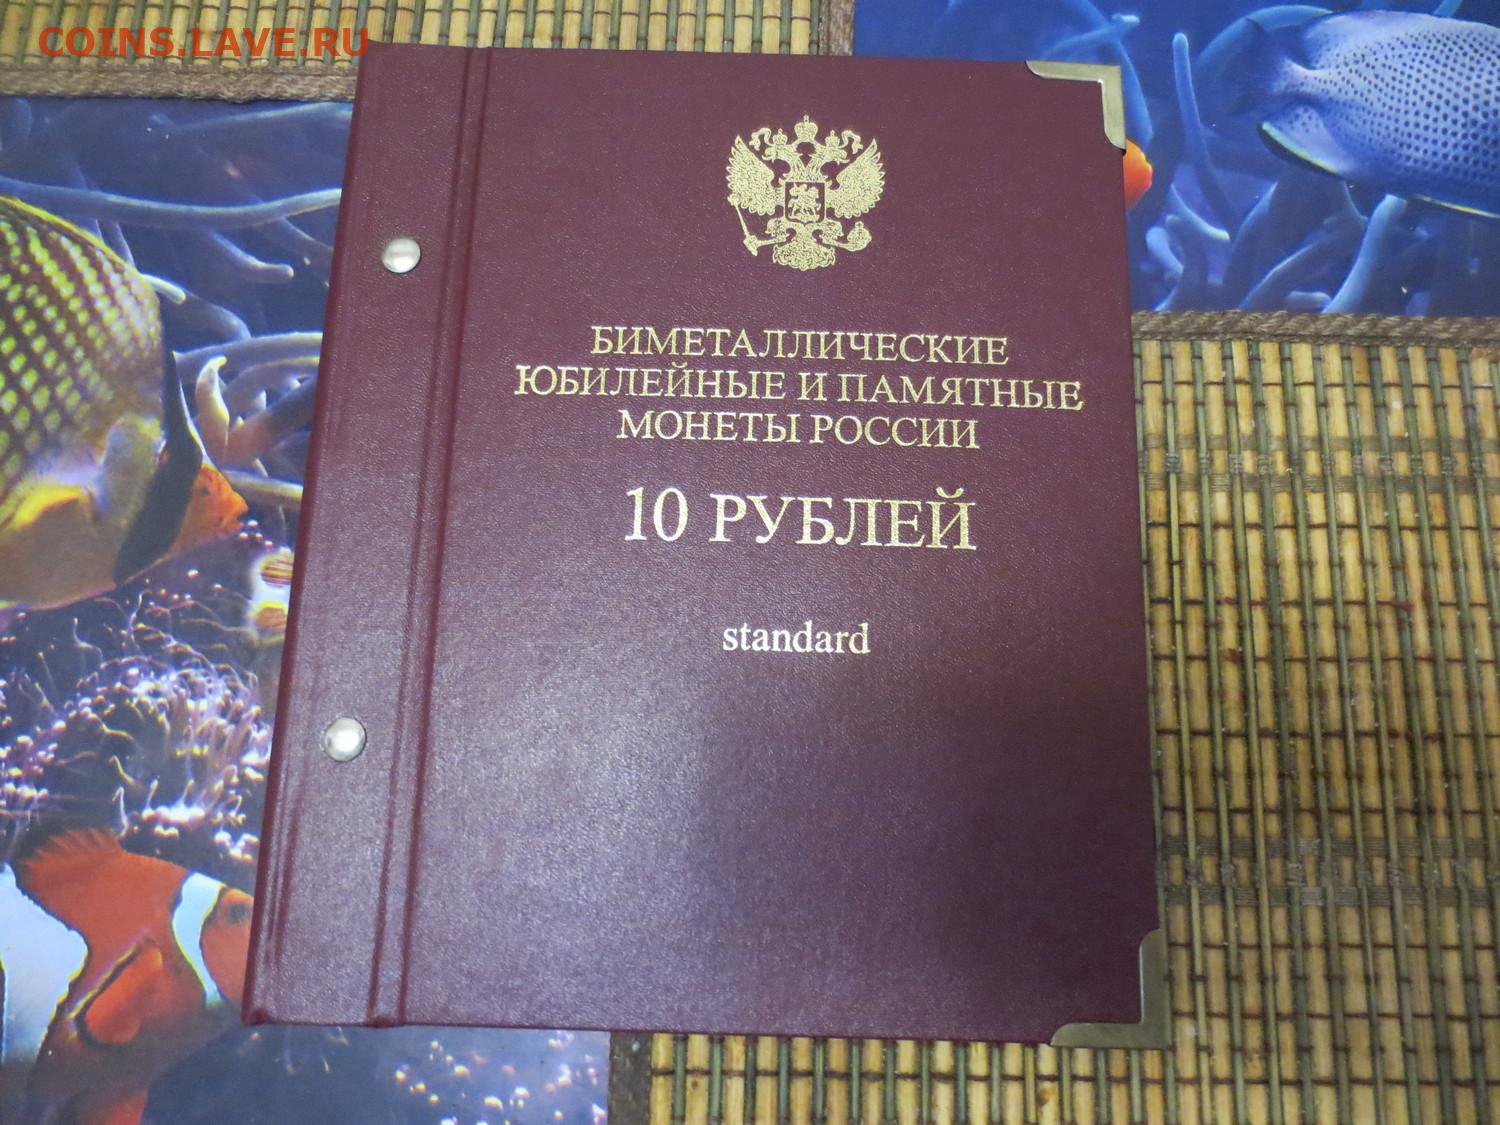 COINS.LAVE.RU
БИМЕТАЛЛИЧЕСКИЕ
ЮБИЛЕЙНЫЕ И ПАМЯТНЫЕ
МОНЕТЫ РОССИИ
10 РУБЛЕЙ
standard